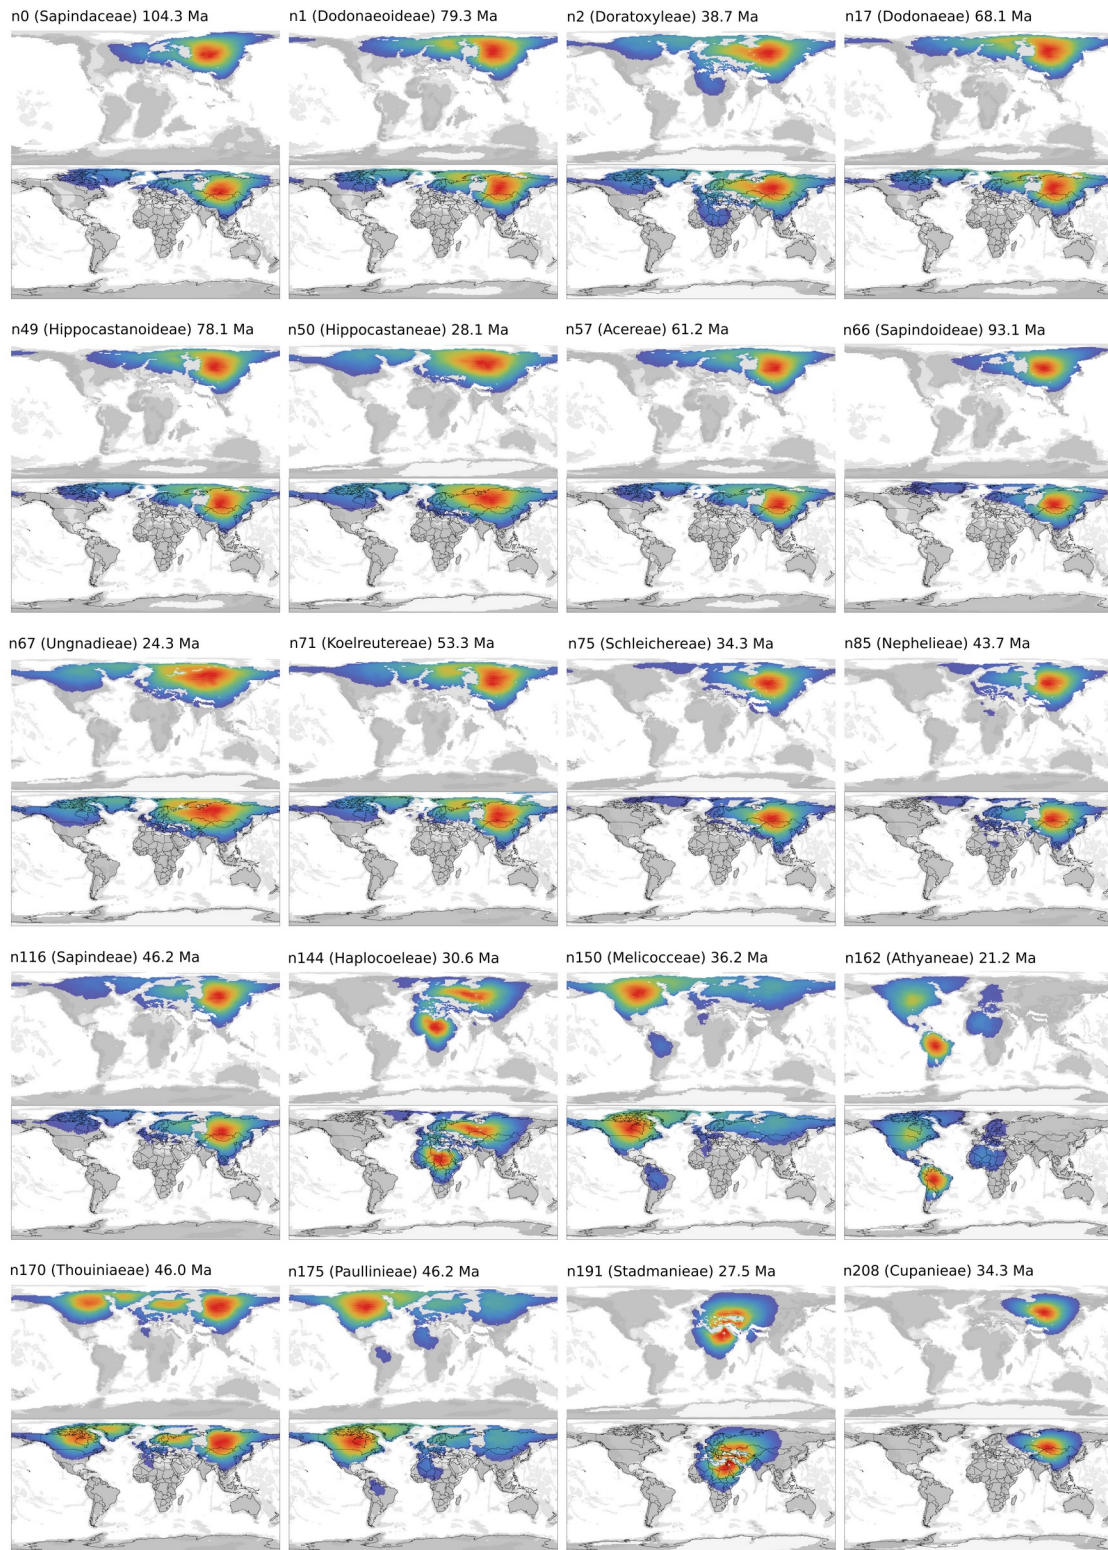 n0 (Sapindaceae) 104.3 Ma
n1 (Dodonaeoideae) 79.3 Ma
n2 (Doratoxyleae) 38.7 Ma
n17 (Dodonaeae) 68.1 Ma
n49 (Hippocastanoideae) 78.1 Ma
n50 (Hippocastaneae) 28.1 Ma
n57 (Acereae) 61.2 Ma
n66 (Sapindoideae) 93.1 Ma
n67 (Ungnadieae) 24.3 Ma
n71 (Koelreutereae) 53.3 Ma
n75 (Schleichereae) 34.3 Ma
n85 (Nephelieae) 43.7 Ma
n116 (Sapindeae) 46.2 Ma
n144 (Haplocoeleae) 30.6 Ma
n150 (Melicocceae) 36.2 Ma
n162 (Athyaneae) 21.2 Ma
n170 (Thouiniaeae) 46.0 Ma
n175 (Paullinieae) 46.2 Ma
n191 (Stadmanieae) 27.5 Ma
n208 (Cupanieae) 34.3 Ma